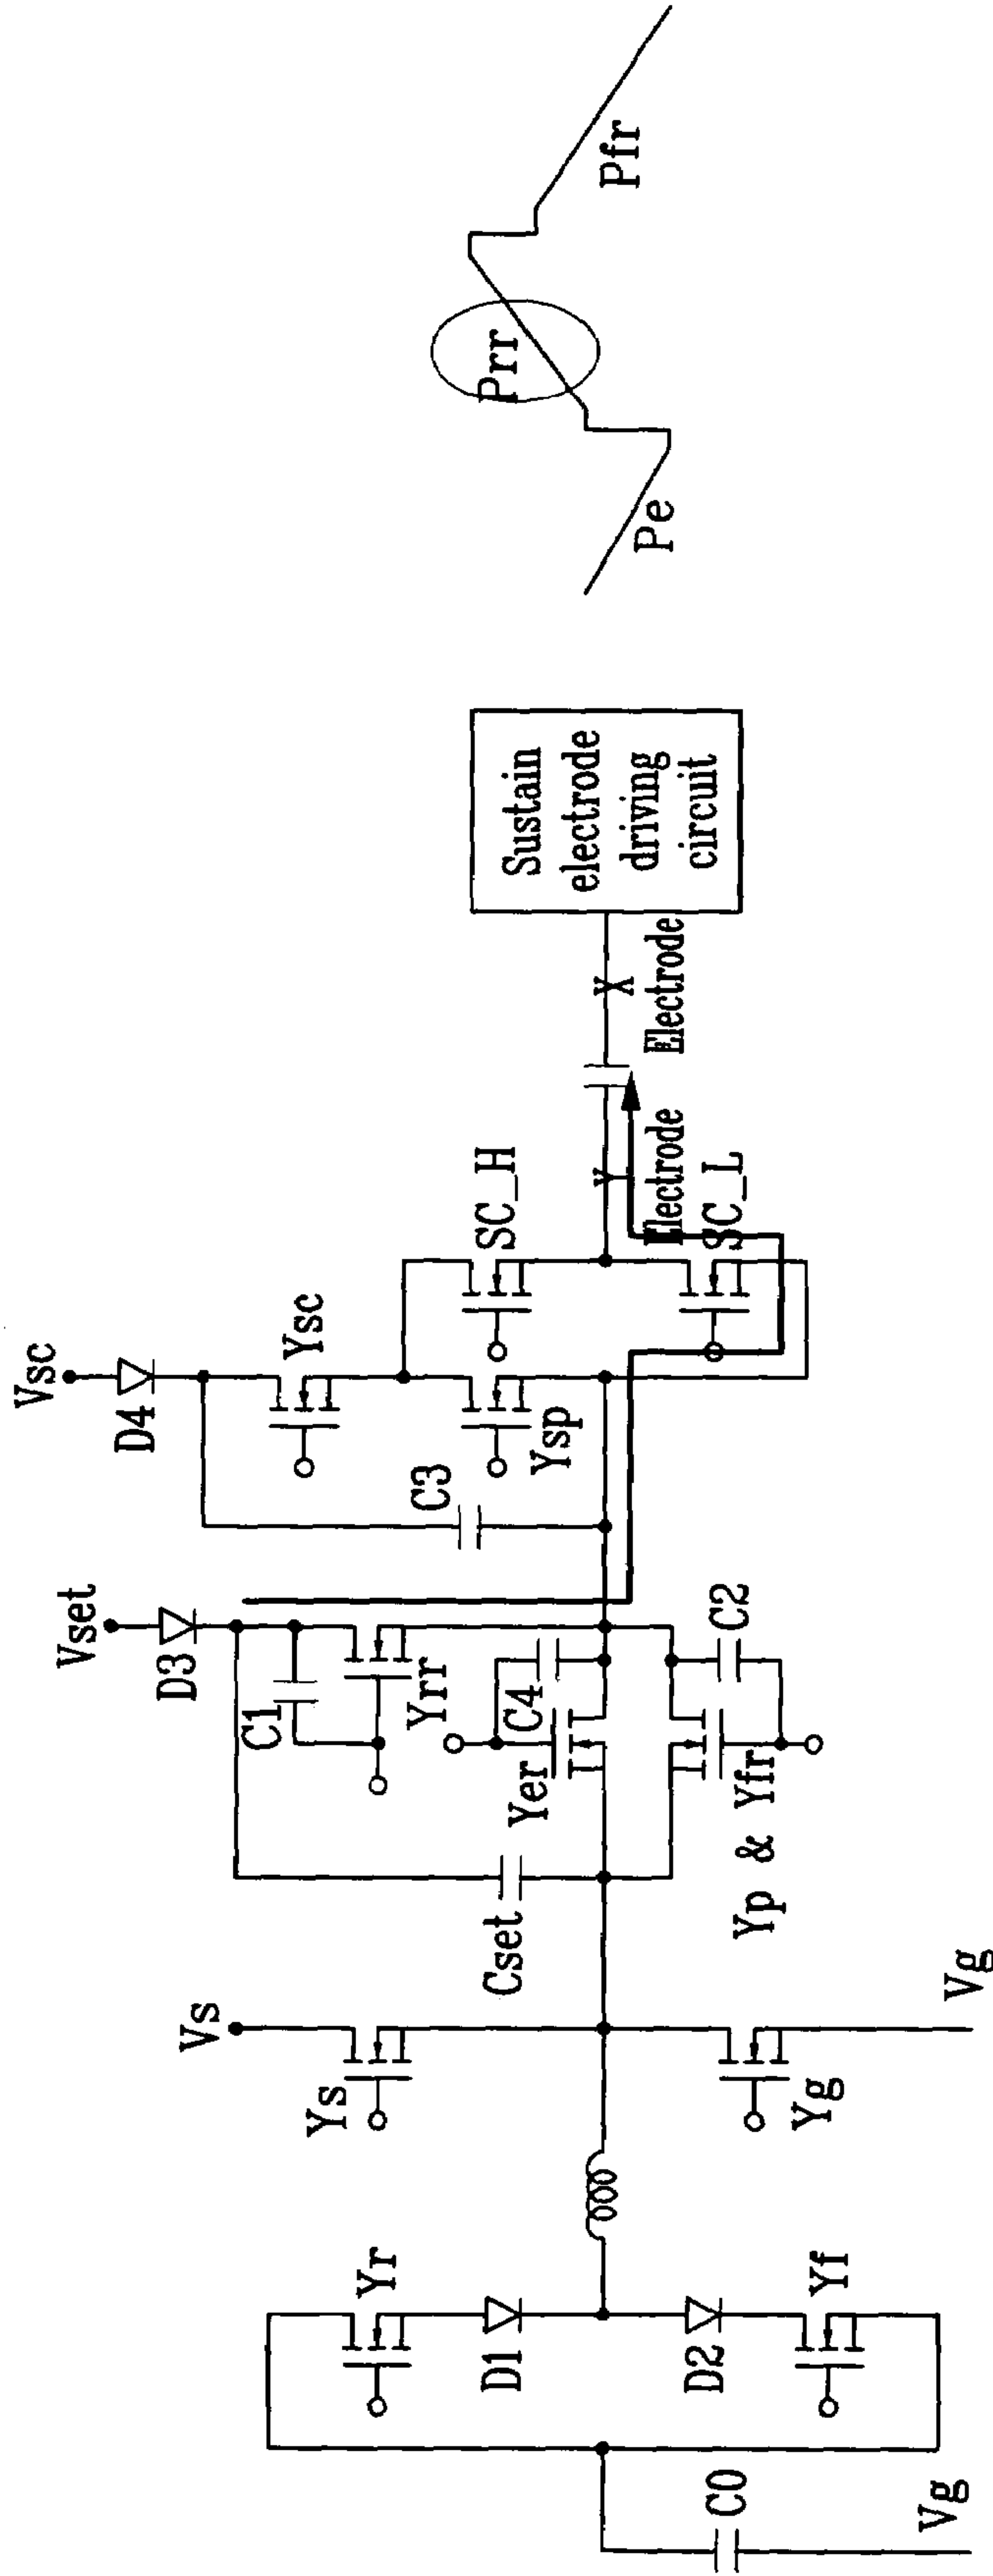 Vsc
D4
Ysc
SC_H
Ysp
C3
SC_L
Y
Electrode
X
Electrode
Sustain
electrode
driving
circuit
Pe
Prr
Pfr
Vset
D3
C1
Yrr
C4
Yer
C2
Yp & Yfr
Cset
Vs
Ys
Yg
Vg
Yr
D1
D2
Yf
C0
Vg